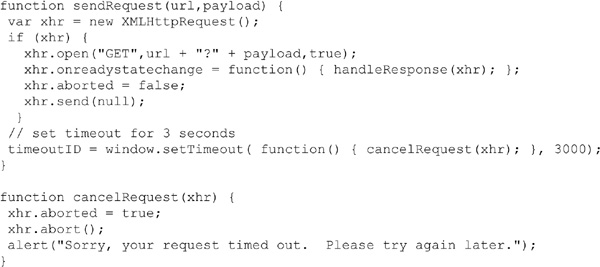 function sendRequest(url,payload) {
 var xhr = new XMLHttpRequest();
 if (xhr) {
   xhr.open("GET",url + "?" + payload,true);
   xhr.onreadystatechange = function() { handleResponse(xhr); };
   xhr.aborted = false;
   xhr.send(null);
  }
 // set timeout for 3 seconds
 timeoutID = window.setTimeout( function() { cancelRequest(xhr); }, 3000);
}

function cancelRequest(xhr) {
 xhr.aborted = true;
 xhr.abort();
 alert("Sorry, your request timed out.  Please try again later.");
}